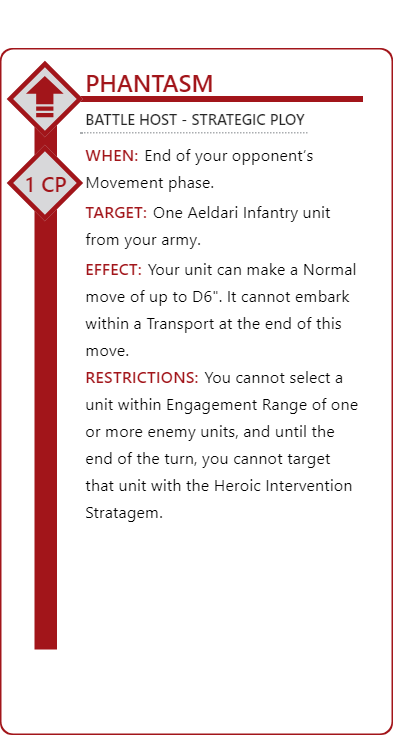 PHANTASM
BATTLE HOST - STRATEGIC PLOY
1 CP
WHEN: End of your opponent’s
Movement phase.
TARGET: One Aeldari Infantry unit
from your army.
EFFECT: Your unit can make a Normal
move of up to D6". It cannot embark
within a Transport at the end of this
move.
RESTRICTIONS: You cannot select a
unit within Engagement Range of one
or more enemy units, and until the
end of the turn, you cannot target
that unit with the Heroic Intervention
Stratagem.